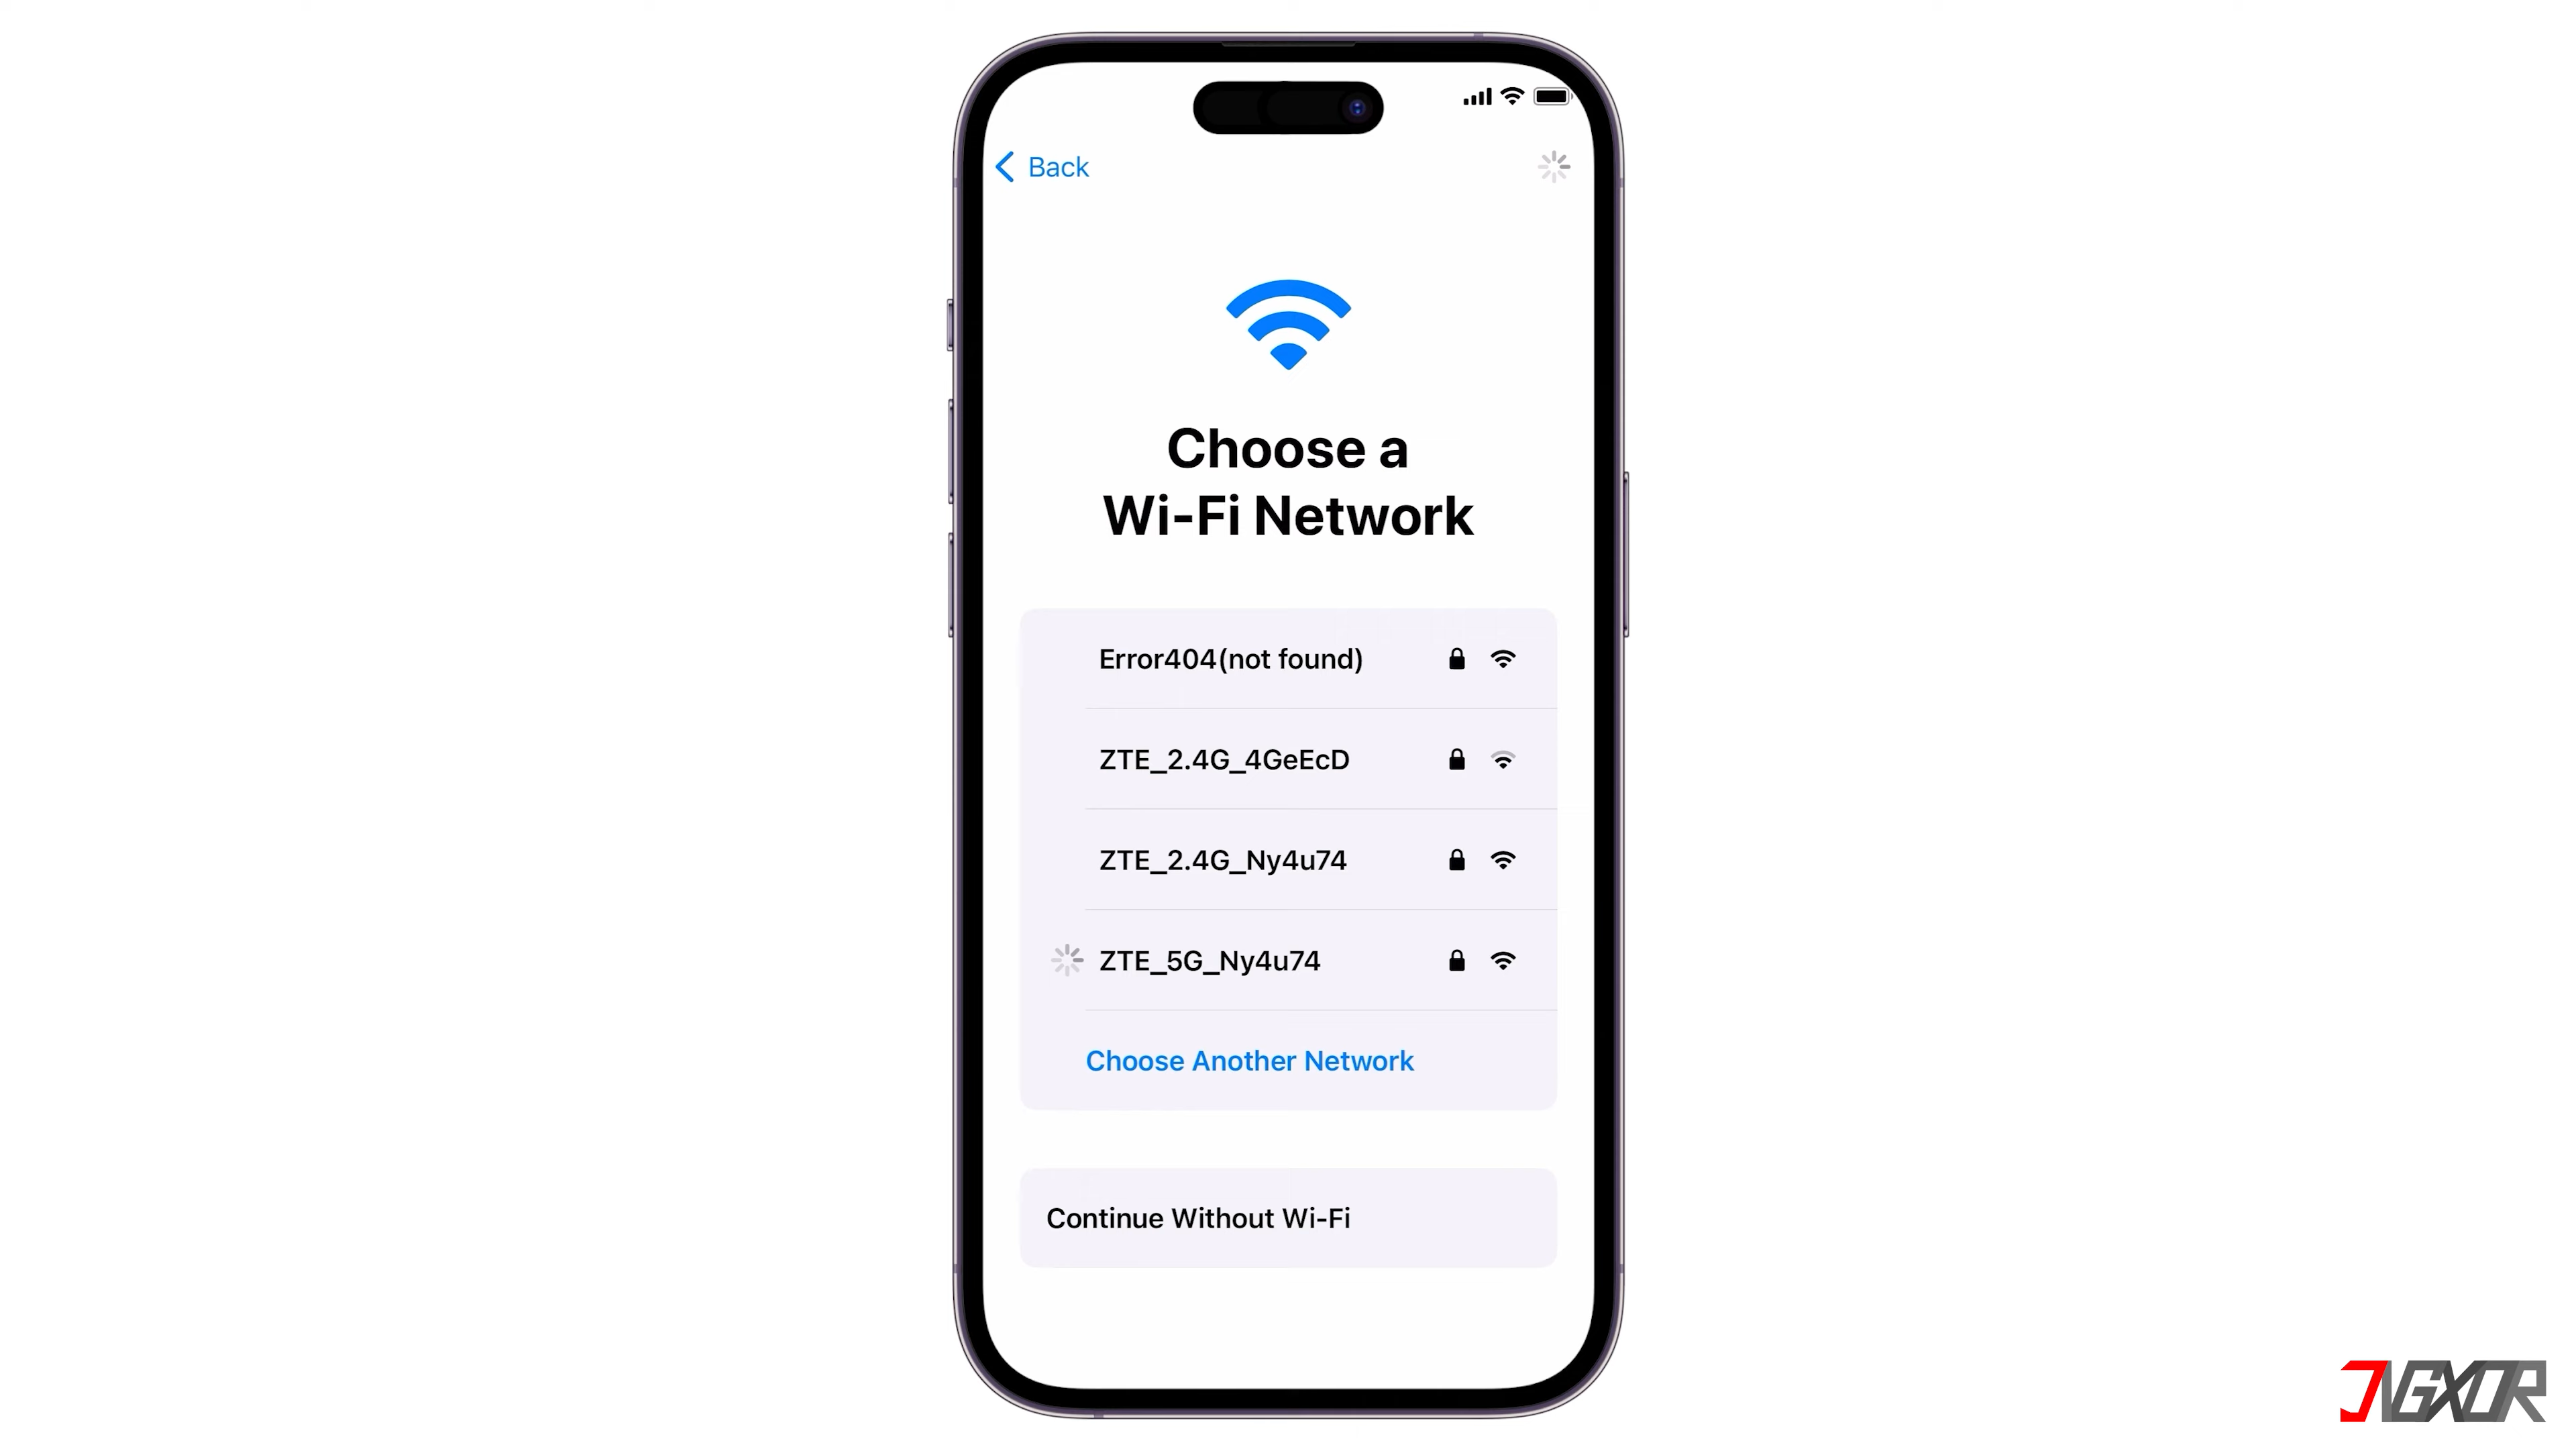 Back
Choose a
Wi-Fi Network
Error404(not found)
ZTE_2.4G_4GeEcD
ZTE_2.4G_Ny4u74
ZTE_5G_Ny4u74
Choose Another Network
Continue Without Wi-Fi
JNGXOR